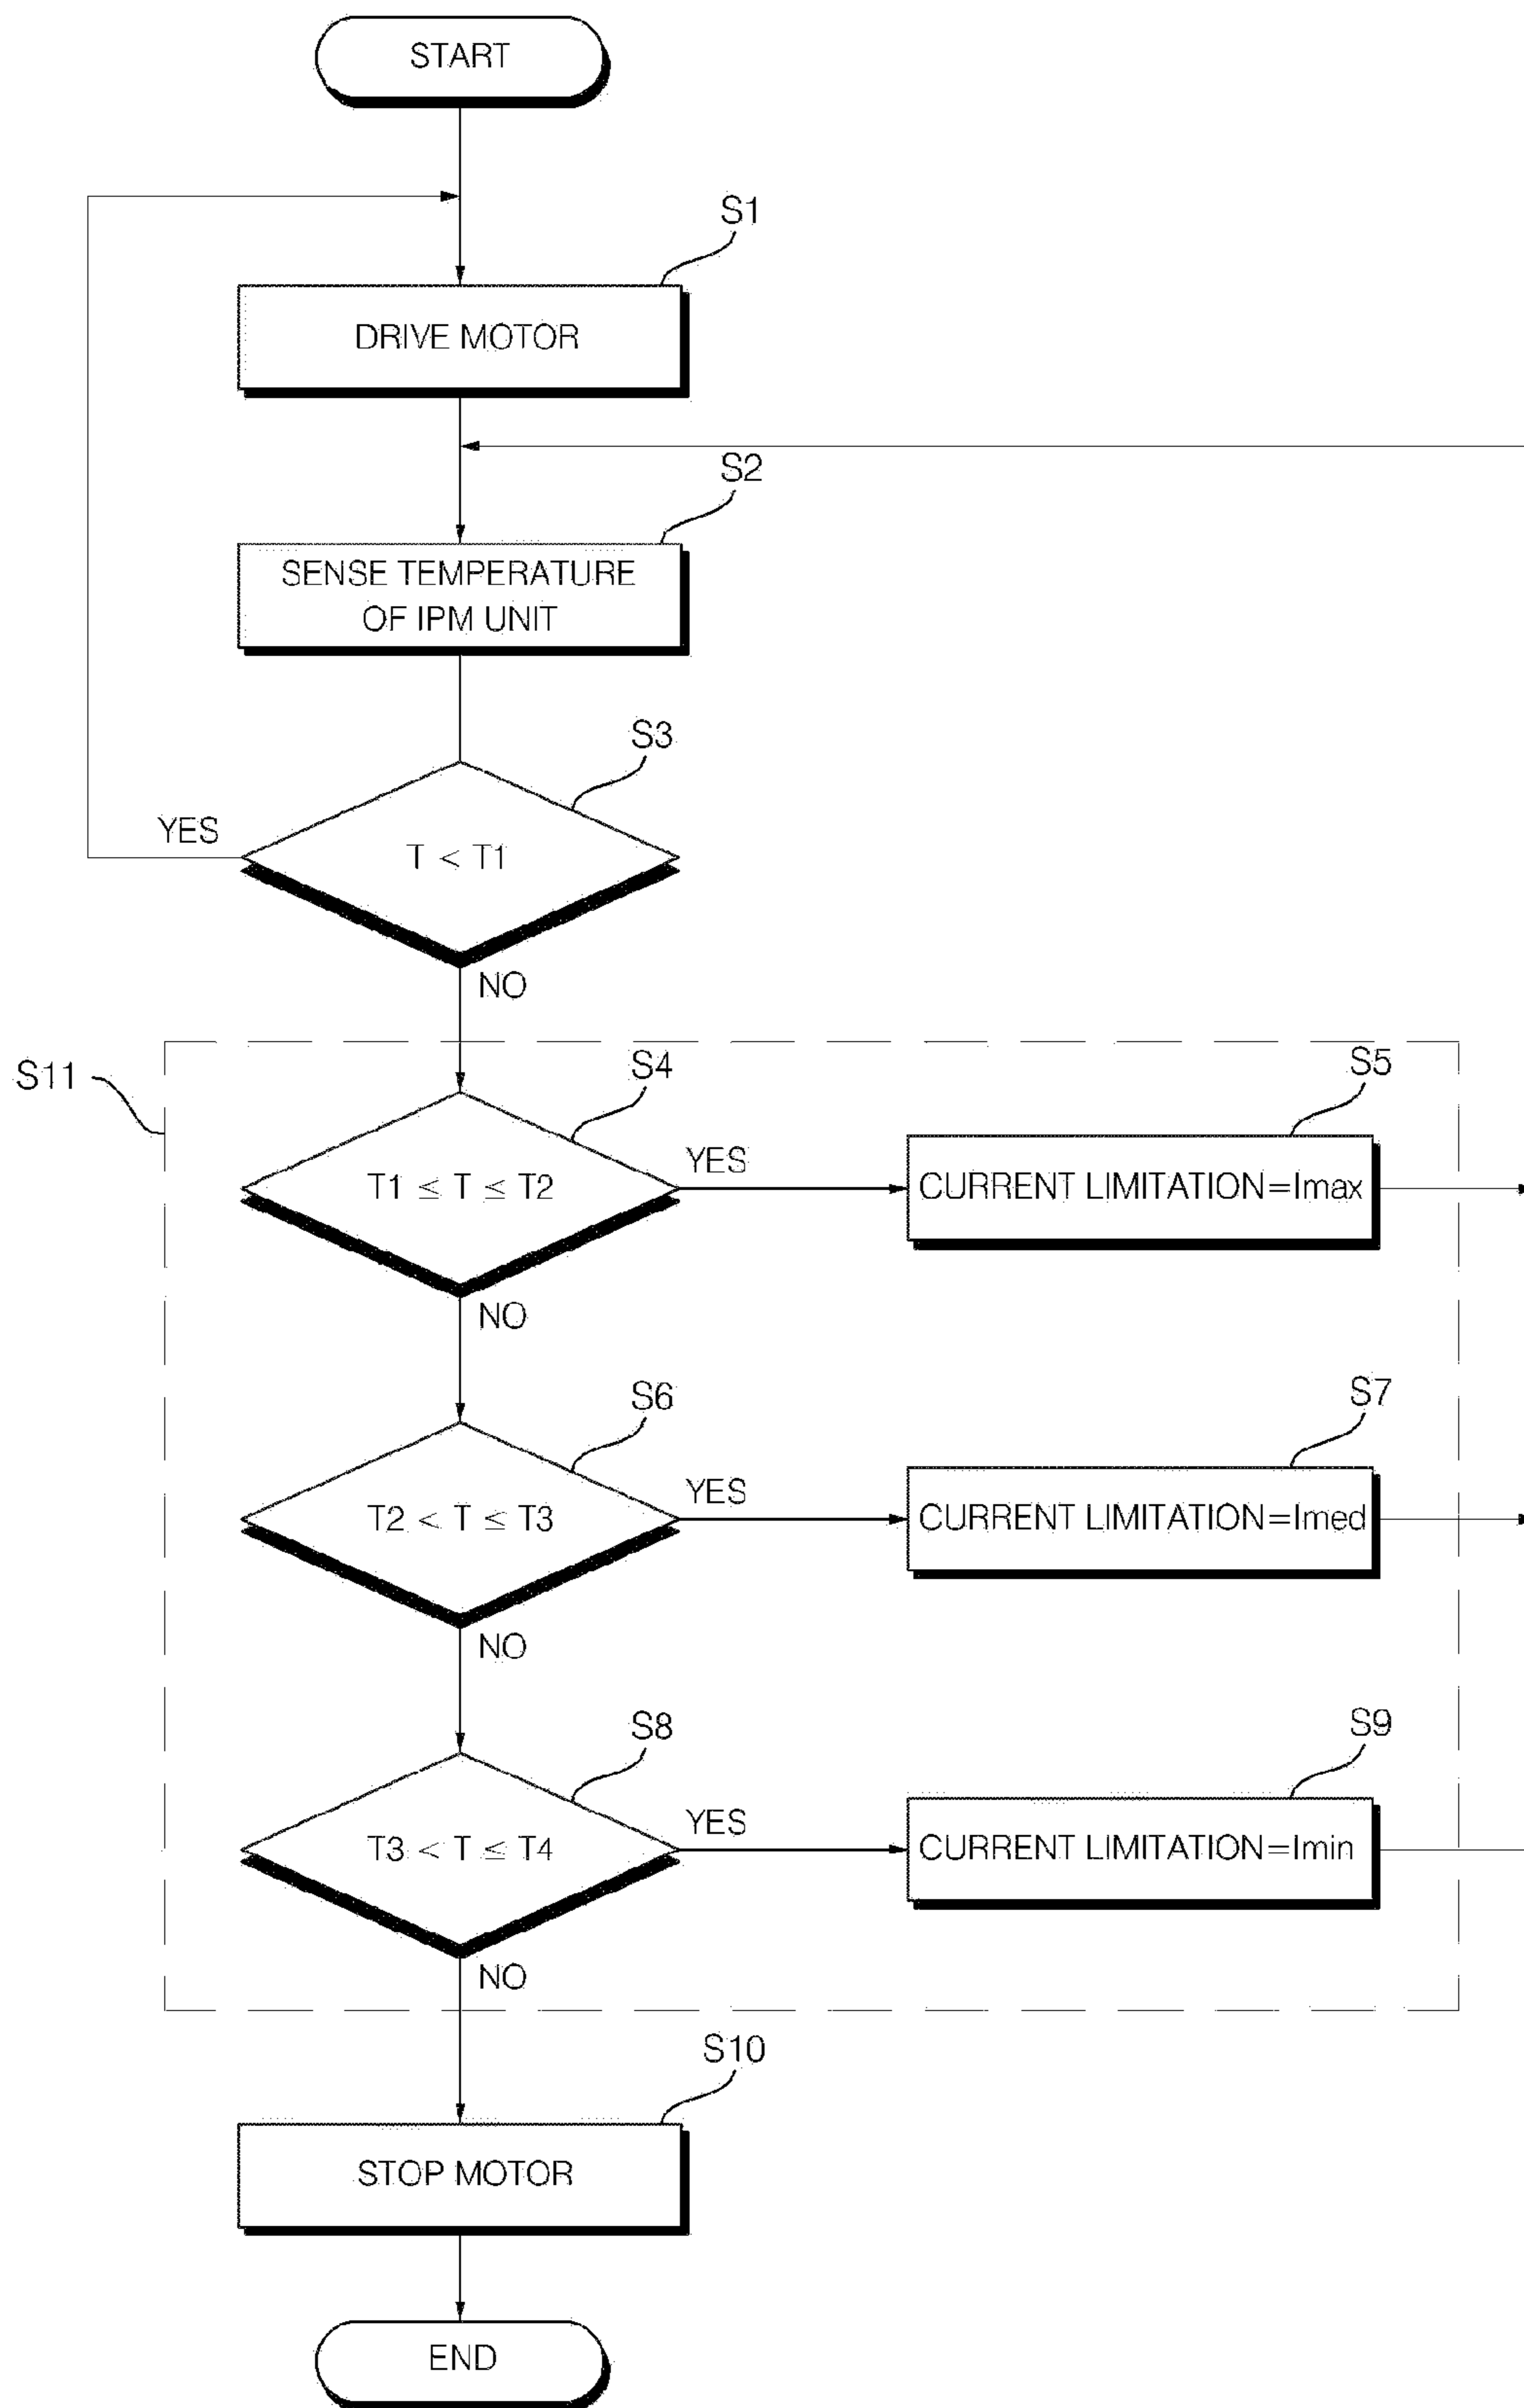 START
S1
DRIVE MOTOR
S2
SENSE TEMPERATURE
OF IPM UNIT
S3
YES
T < T1
NO
S11
S4
S5
T1 ≤ T ≤ T2
YES
CURRENT LIMITATION=Imax
NO
S6
S7
T2 < T ≤ T3
YES
CURRENT LIMITATION=Imed
NO
S8
S9
T3 < T ≤ T4
YES
CURRENT LIMITATION=Imin
NO
S10
STOP MOTOR
END